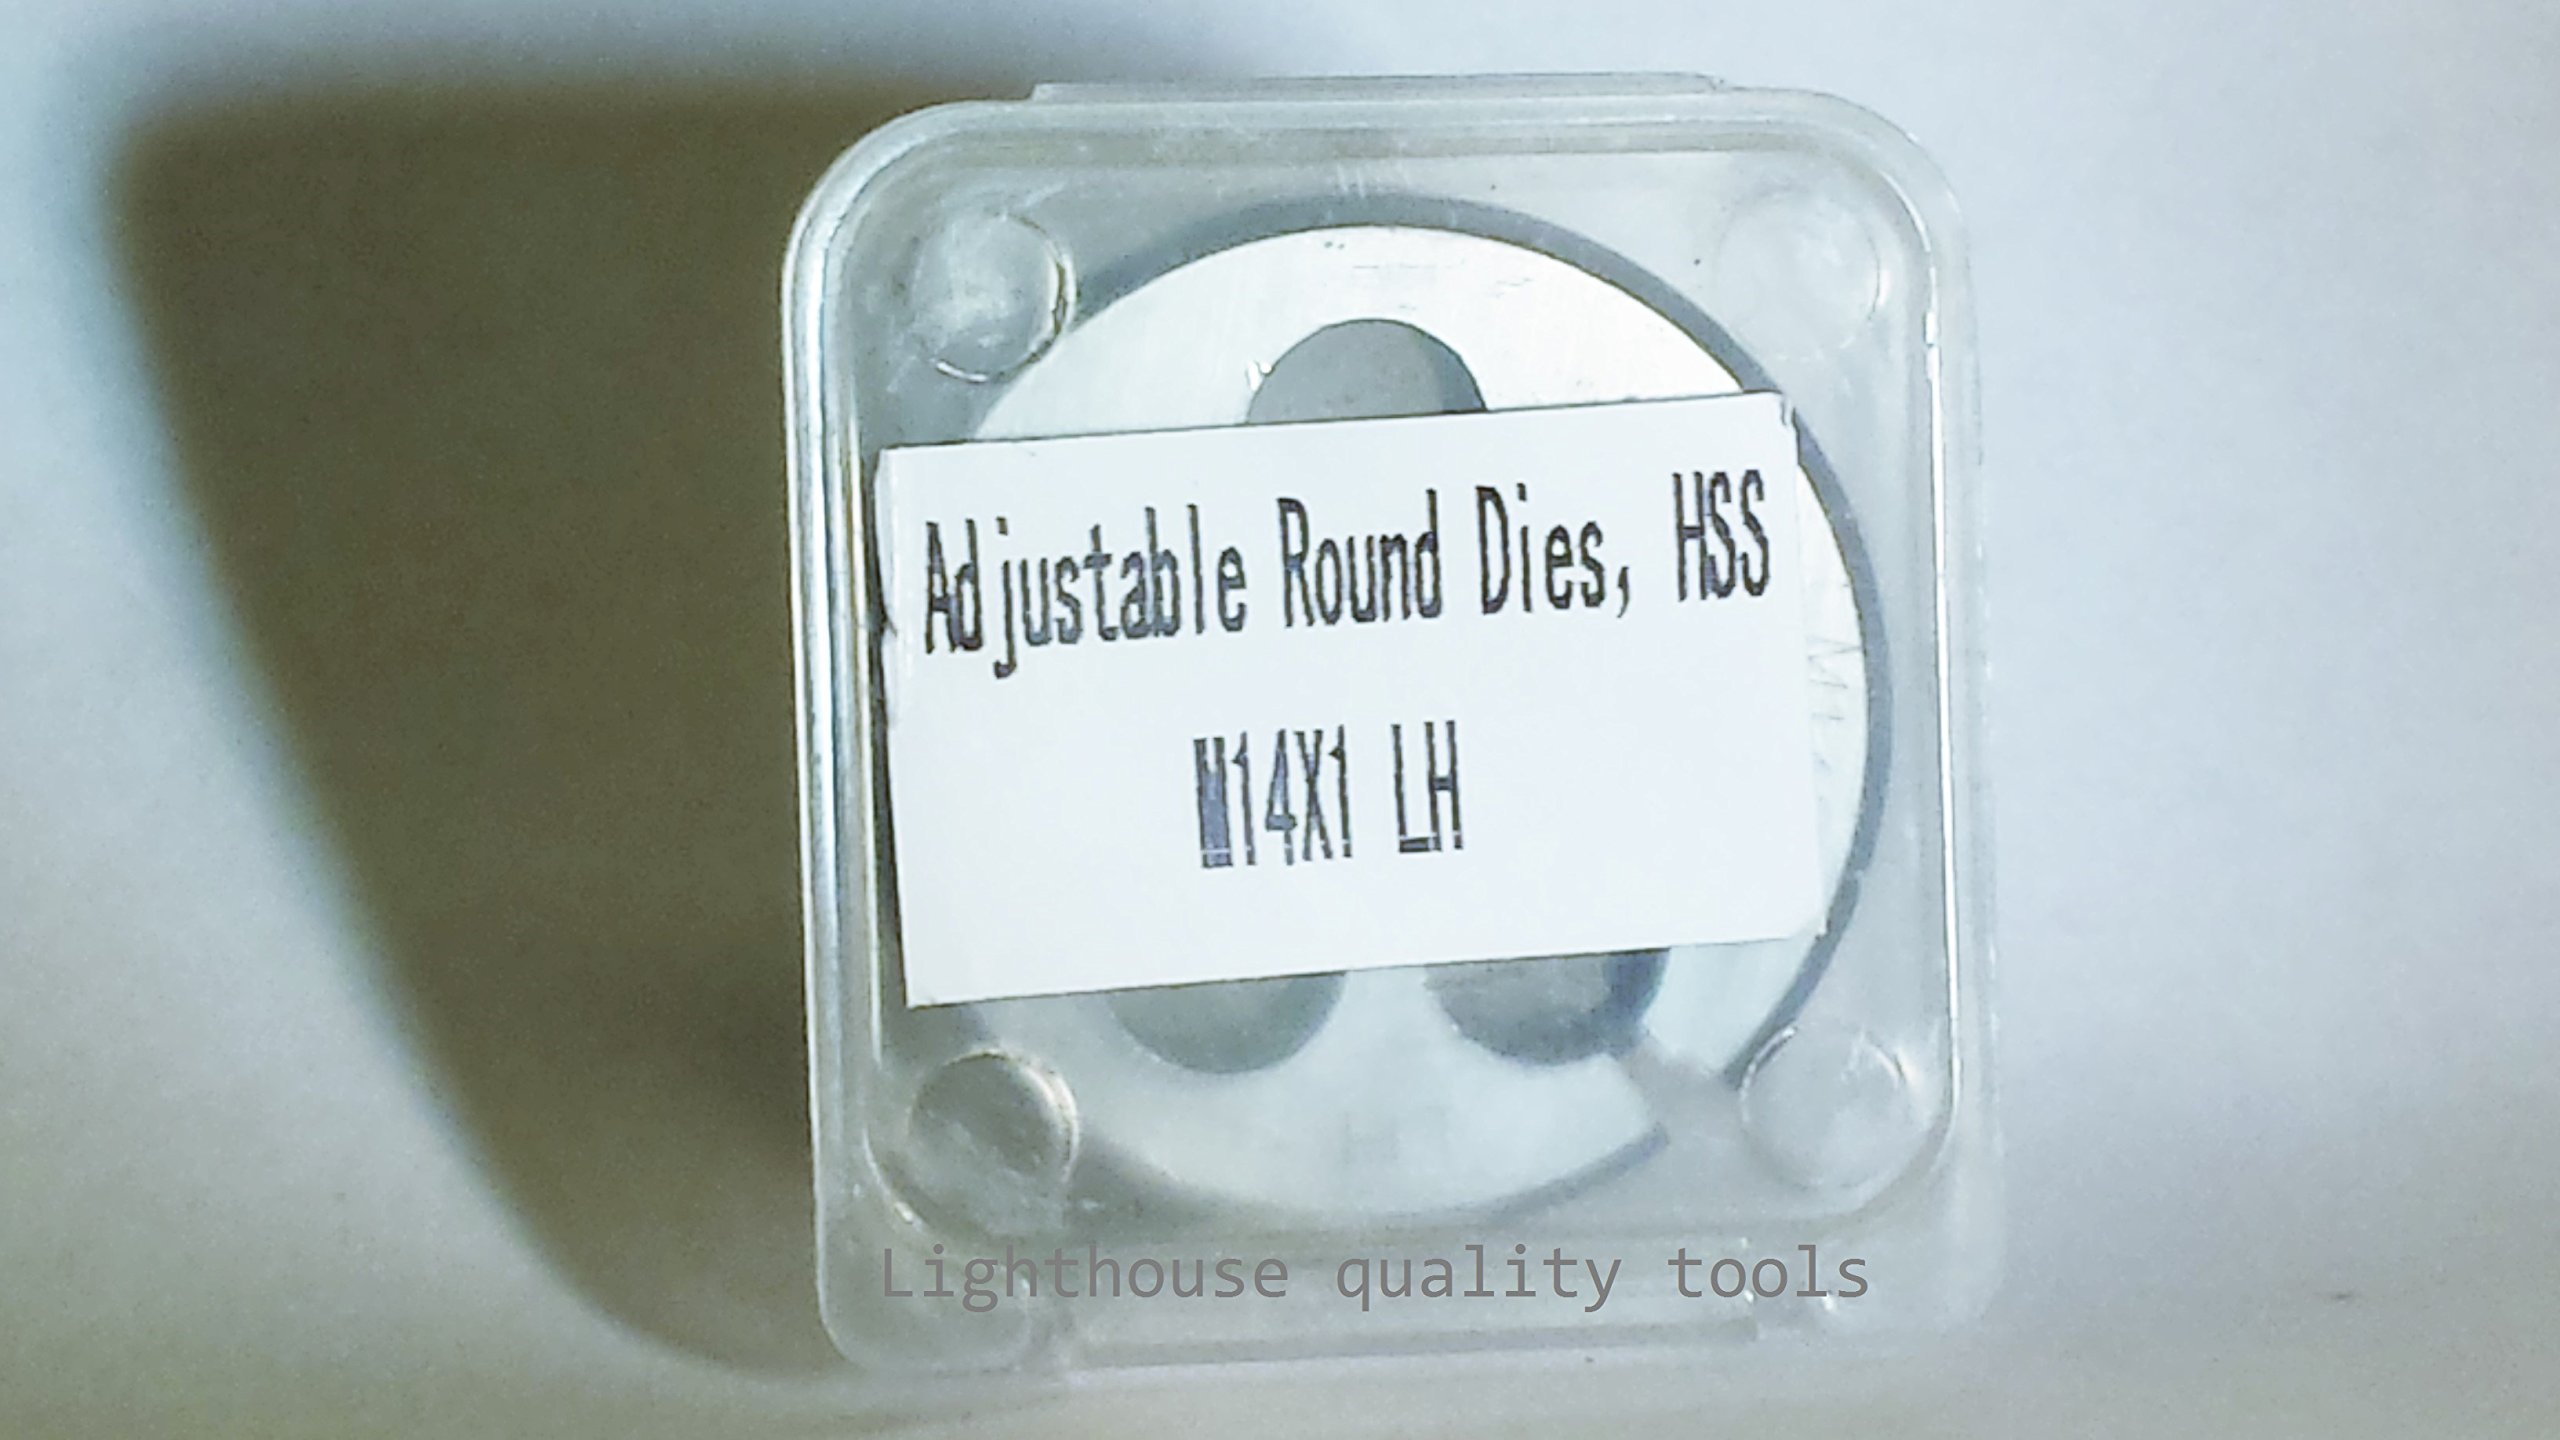 Adjustable Round Dies, HSS
M14X1 LH
Lighthouse quality tools